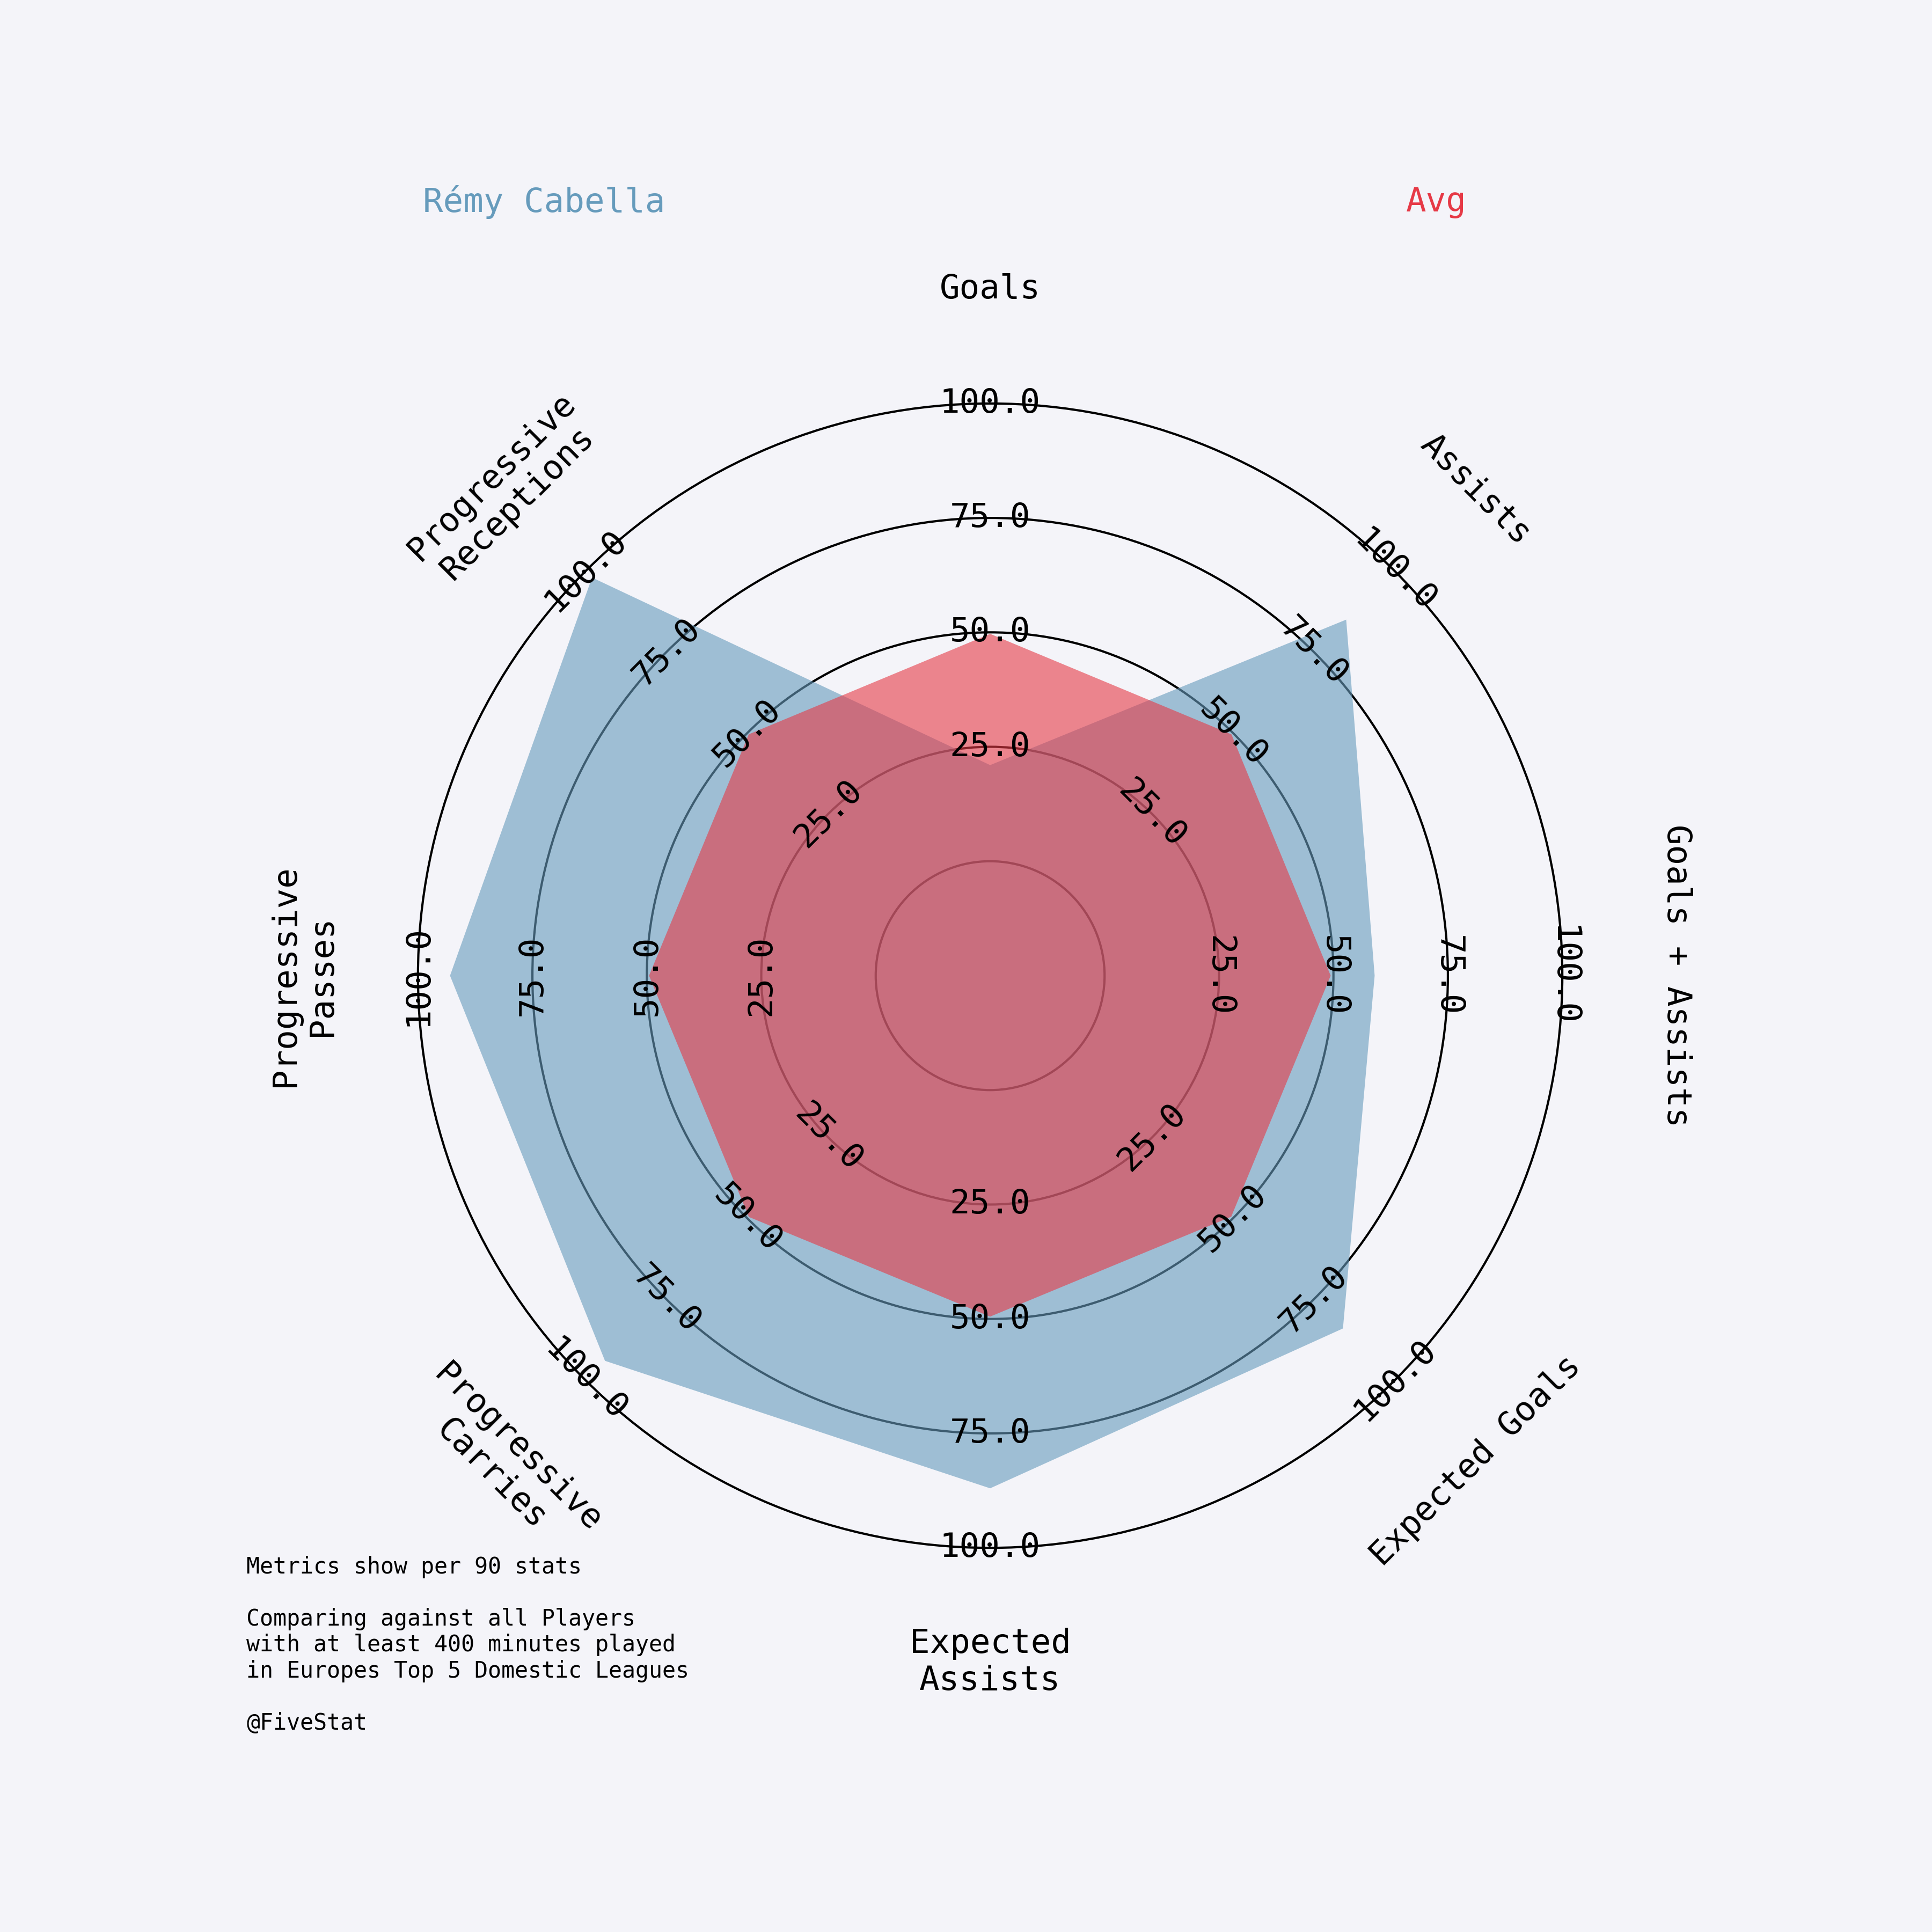 Rémy Cabella
Avg
Goals
Assists
Goals + Assists
Expected Goals
Expected
Assists
Progressive
Carries
Progressive
Passes
Progressive
Receptions
25.0
50.0
75.0
100.0
25.0
50.0
75.0
100.0
25.0
50.0
75.0
100.0
25.0
50.0
75.0
100.0
25.0
50.0
75.0
100.0
25.0
50.0
75.0
100.0
25.0
50.0
75.0
100.0
25.0
50.0
75.0
100.0
Metrics show per 90 stats
Comparing against all Players
with at least 400 minutes played
in Europes Top 5 Domestic Leagues
@FiveStat